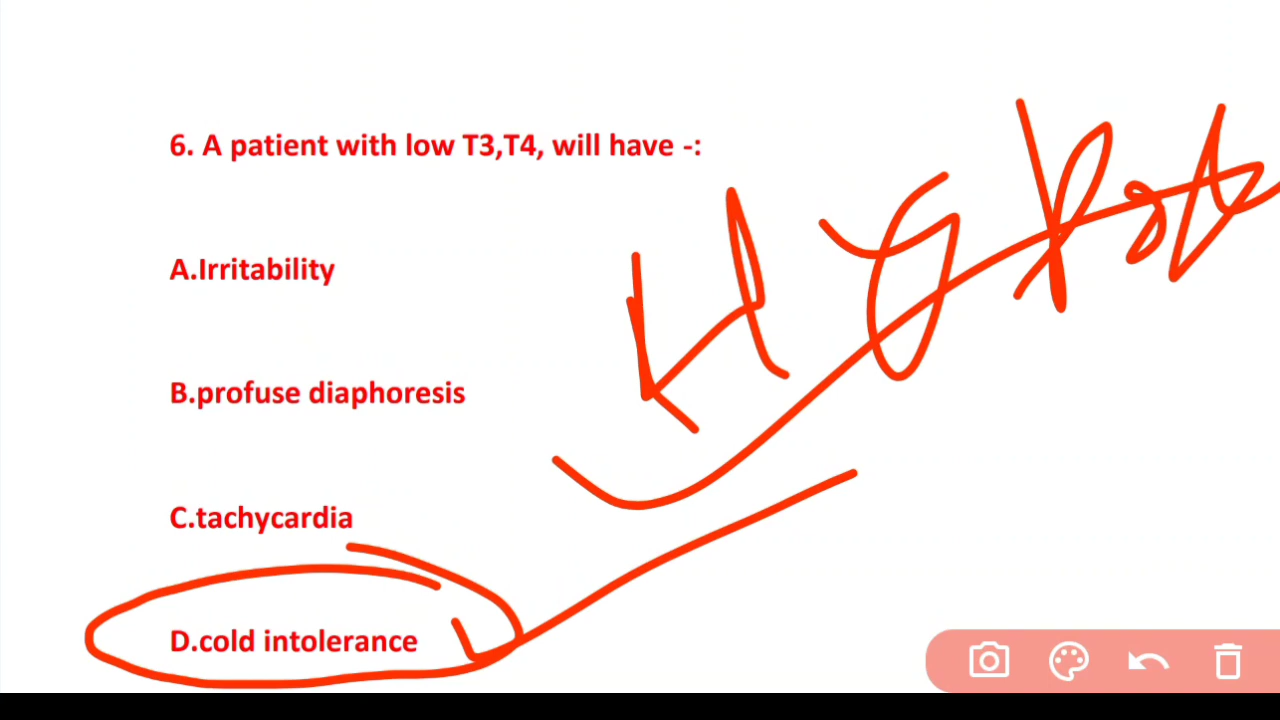 6. A patient with low T3,T4, will have -:
A.Irritability
B.profuse diaphoresis
C.tachycardia
D.cold intolerance